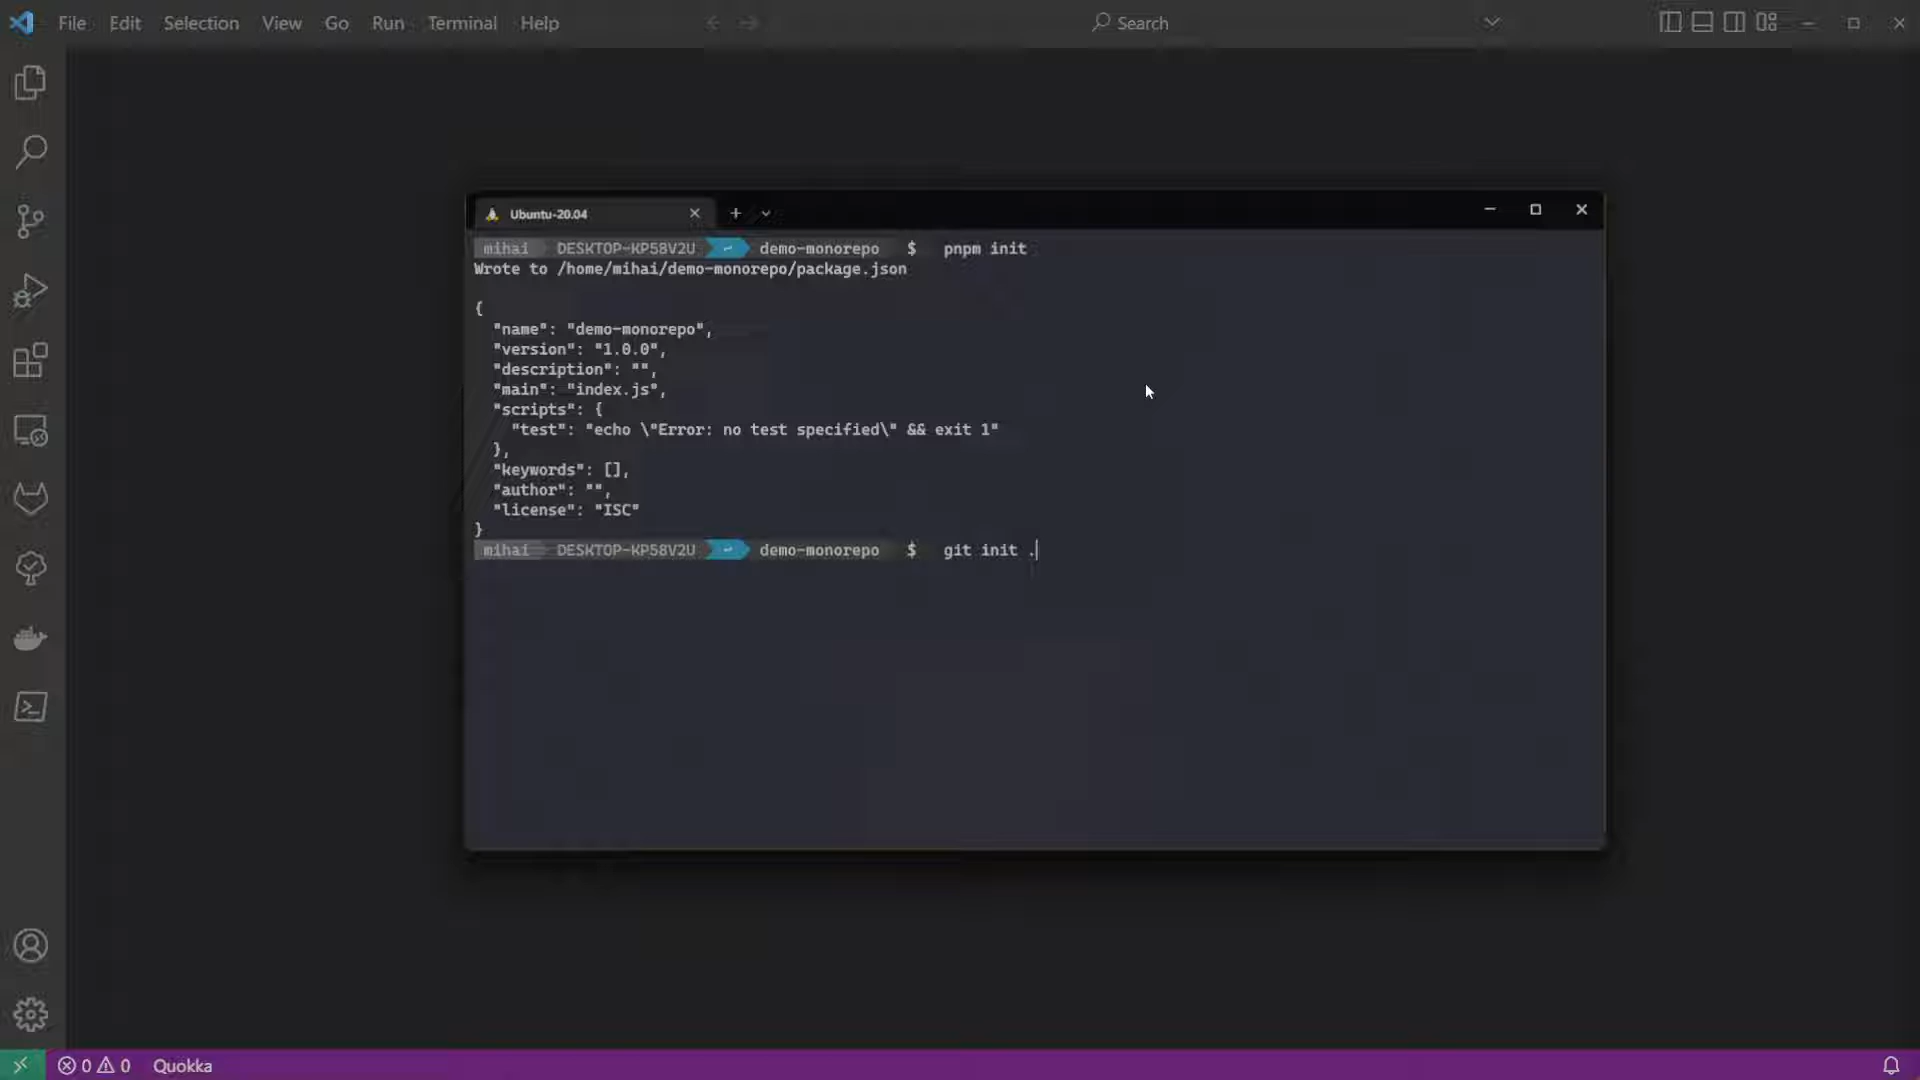 File Edit Selection View Go Run Terminal Help Search
Ubuntu-20.04
mihai DESKTOP-KP58V2U ~ demo-monorepo $ pnpm init
Wrote to /home/mihai/demo-monorepo/package.json
{
"name": "demo-monorepo",
"version": "1.0.0",
"description": "",
"main": "index.js",
"scripts": {
"test": "echo \"Error: no test specified\" && exit 1"
},
"keywords": [],
"author": "",
"license": "ISC"
}
mihai DESKTOP-KP58V2U ~ demo-monorepo $ git init .
0 0 Quokka